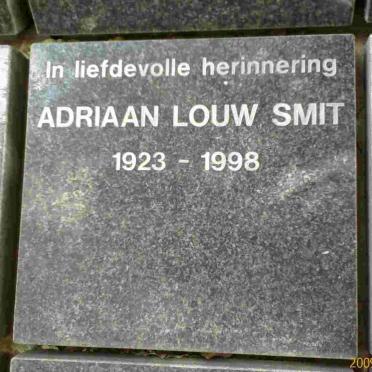 In liefdevolle herinnering
ADRIAAN LOUW SMIT
1923 - 1998